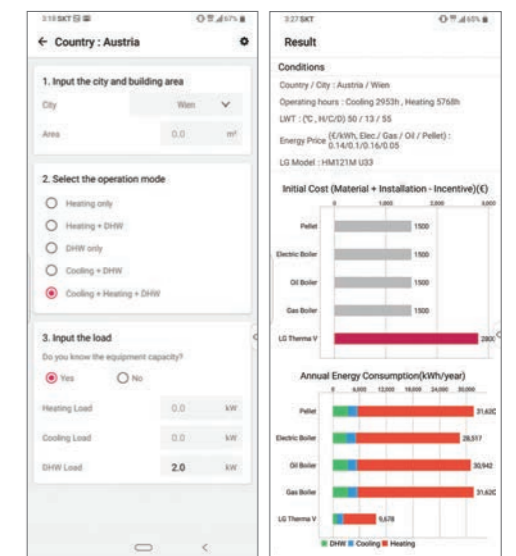 3:18 SKT
67%
← Country : Austria
1. Input the city and building area
City Wien
Area 0.0 m²
2. Select the operation mode
Heating only
Heating + DHW
DHW only
Cooling + DHW
Cooling + Heating + DHW
3. Input the load
Do you know the equipment capacity?
Yes No
Heating Load 0.0 kW
Cooling Load 0.0 kW
DHW Load 2.0 kW
3:27 SKT
65%
Result
Conditions
Country / City : Austria / Wien
Operating hours : Cooling 2953h , Heating 5768h
LWT : (℃ , H/C/D) 50 / 13 / 55
Energy Price (€/kWh, Elec./ Gas / Oil / Pellet) :
0.14/0.1/0.16/0.05
LG Model : HM121M U33
Initial Cost (Material + Installation - Incentive)(€)
0 1,000 2,000 3,000
Pellet 1500
Electric Boiler 1500
Oil Boiler 1500
Gas Boiler 1500
LG Therma V 2800
Annual Energy Consumption(kWh/year)
0 6,000 12,000 18,000 24,000 30,000
Pellet 31,620
Electric Boiler 28,517
Oil Boiler 30,942
Gas Boiler 31,620
LG Therma V 9,678
DHW Cooling Heating